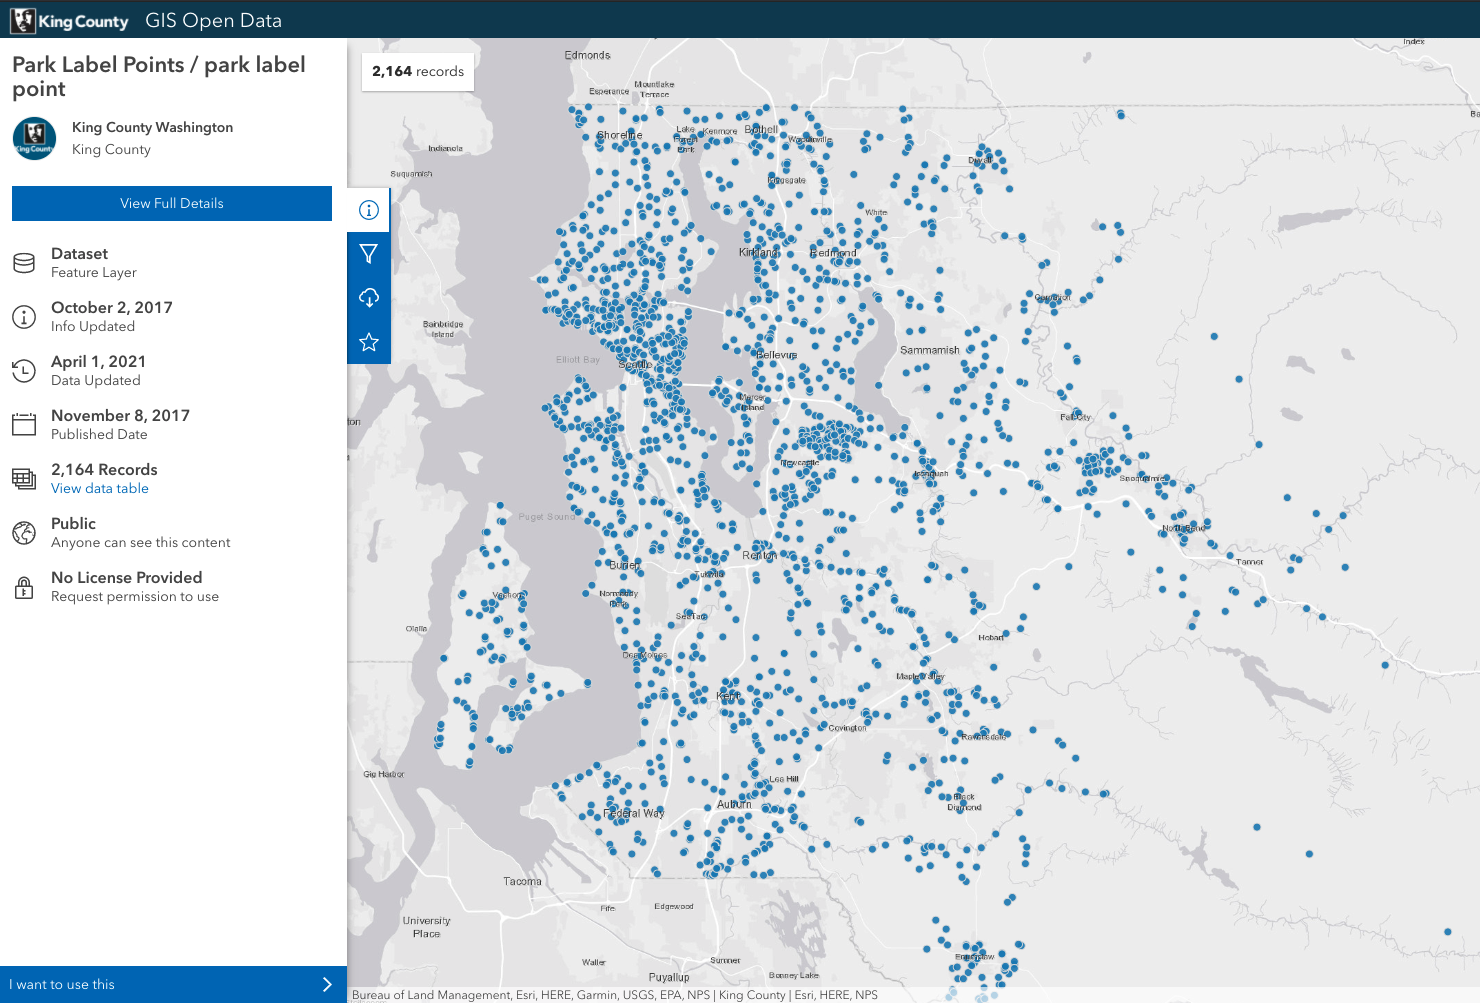 King County
GIS Open Data
Park Label Points / park label
point
King County
King County Washington
King County
View Full Details
Dataset
Feature Layer
October 2, 2017
Info Updated
April 1, 2021
Data Updated
November 8, 2017
Published Date
2,164 Records
View data table
Public
Anyone can see this content
No License Provided
Request permission to use
I want to use this
2,164 records
Edmonds
Index
Mountlake
Terrace
Esperance
Shoreline
Lake
Forest
Park
Kenmore
Bothell
Woodinville
Indianola
Duvall
Suquamish
Kingsgate
White
Kirkland
Redmond
Carnation
Bainbridge
Island
Elliott Bay
Seattle
Bellevue
Sammamish
Mercer
Island
ton
Fall City
Newcastle
Issaquah
Snoqualmie
Puget Sound
North Bend
Renton
Burien
Tukwila
Tanner
Vashon
Normandy
Park
SeaTac
Olalla
Hobart
Des Moines
Maple Valley
Kent
Covington
Ravensdale
Gig Harbor
Lea Hill
Black
Diamond
Auburn
Federal Way
Tacoma
Fife
Edgewood
University
Place
Enumclaw
Waller
Sumner
Puyallup
Bonney Lake
Bureau of Land Management, Esri, HERE, Garmin, USGS, EPA, NPS | King County | Esri, HERE, NPS